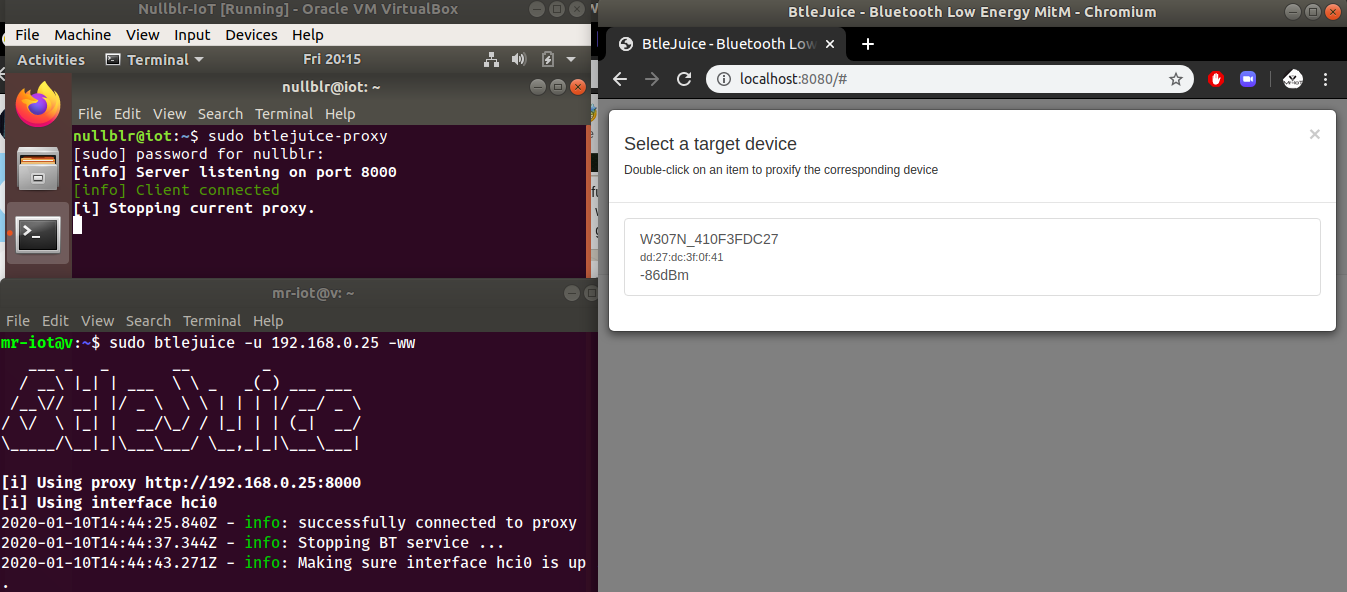 Nullblr-IoT [Running] - Oracle VM VirtualBox
File Machine View Input Devices Help
Activities Terminal Fri 20:15
nullblr@iot: ~
File Edit View Search Terminal Help
nullblr@iot:~$ sudo btlejuice-proxy
[sudo] password for nullblr:
[info] Server listening on port 8000
[info] Client connected
[i] Stopping current proxy.
mr-iot@v: ~
File Edit View Search Terminal Help
mr-iot@v:~$ sudo btlejuice -u 192.168.0.25 -ww
BtleJuice
[i] Using proxy http://192.168.0.25:8000
[i] Using interface hci0
2020-01-10T14:44:25.840Z - info: successfully connected to proxy
2020-01-10T14:44:37.344Z - info: Stopping BT service ...
2020-01-10T14:44:43.271Z - info: Making sure interface hci0 is up
.
BtleJuice - Bluetooth Low Energy MitM - Chromium
BtleJuice - Bluetooth Low
localhost:8080/#
Select a target device
×
Double-click on an item to proxify the corresponding device
W307N_410F3FDC27
dd:27:dc:3f:0f:41
-86dBm